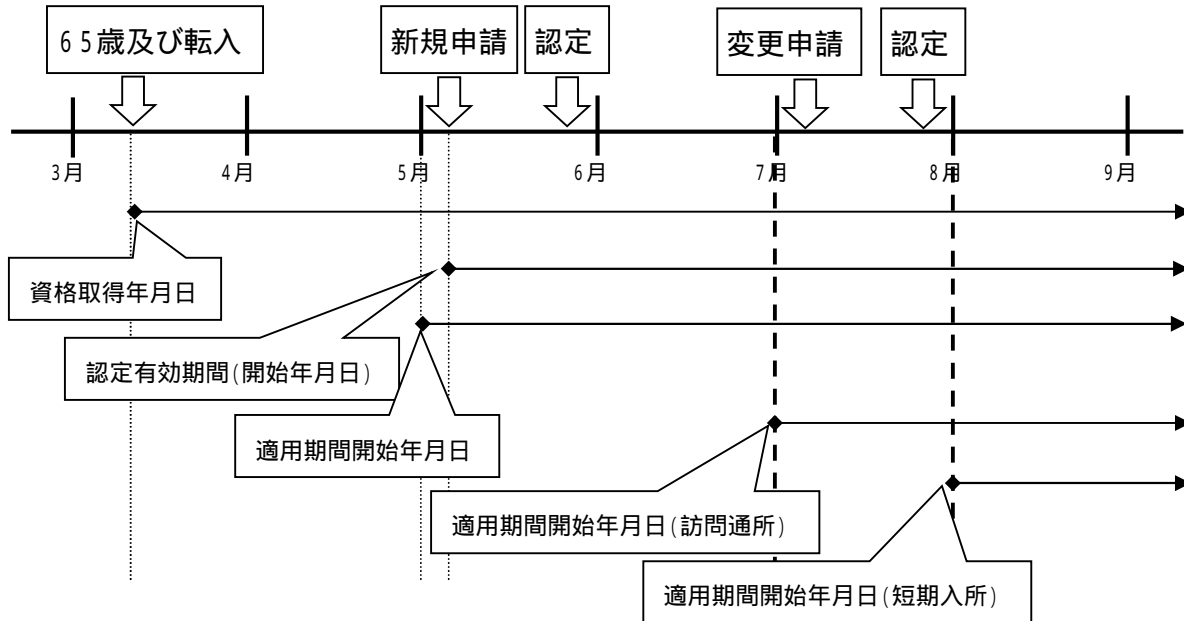 65歳及び転入
新規申請
認定
変更申請
認定
3月
4月
5月
6月
7月
8月
9月
資格取得年月日
認定有効期間(開始年月日)
適用期間開始年月日
適用期間開始年月日(訪問通所)
適用期間開始年月日(短期入所)